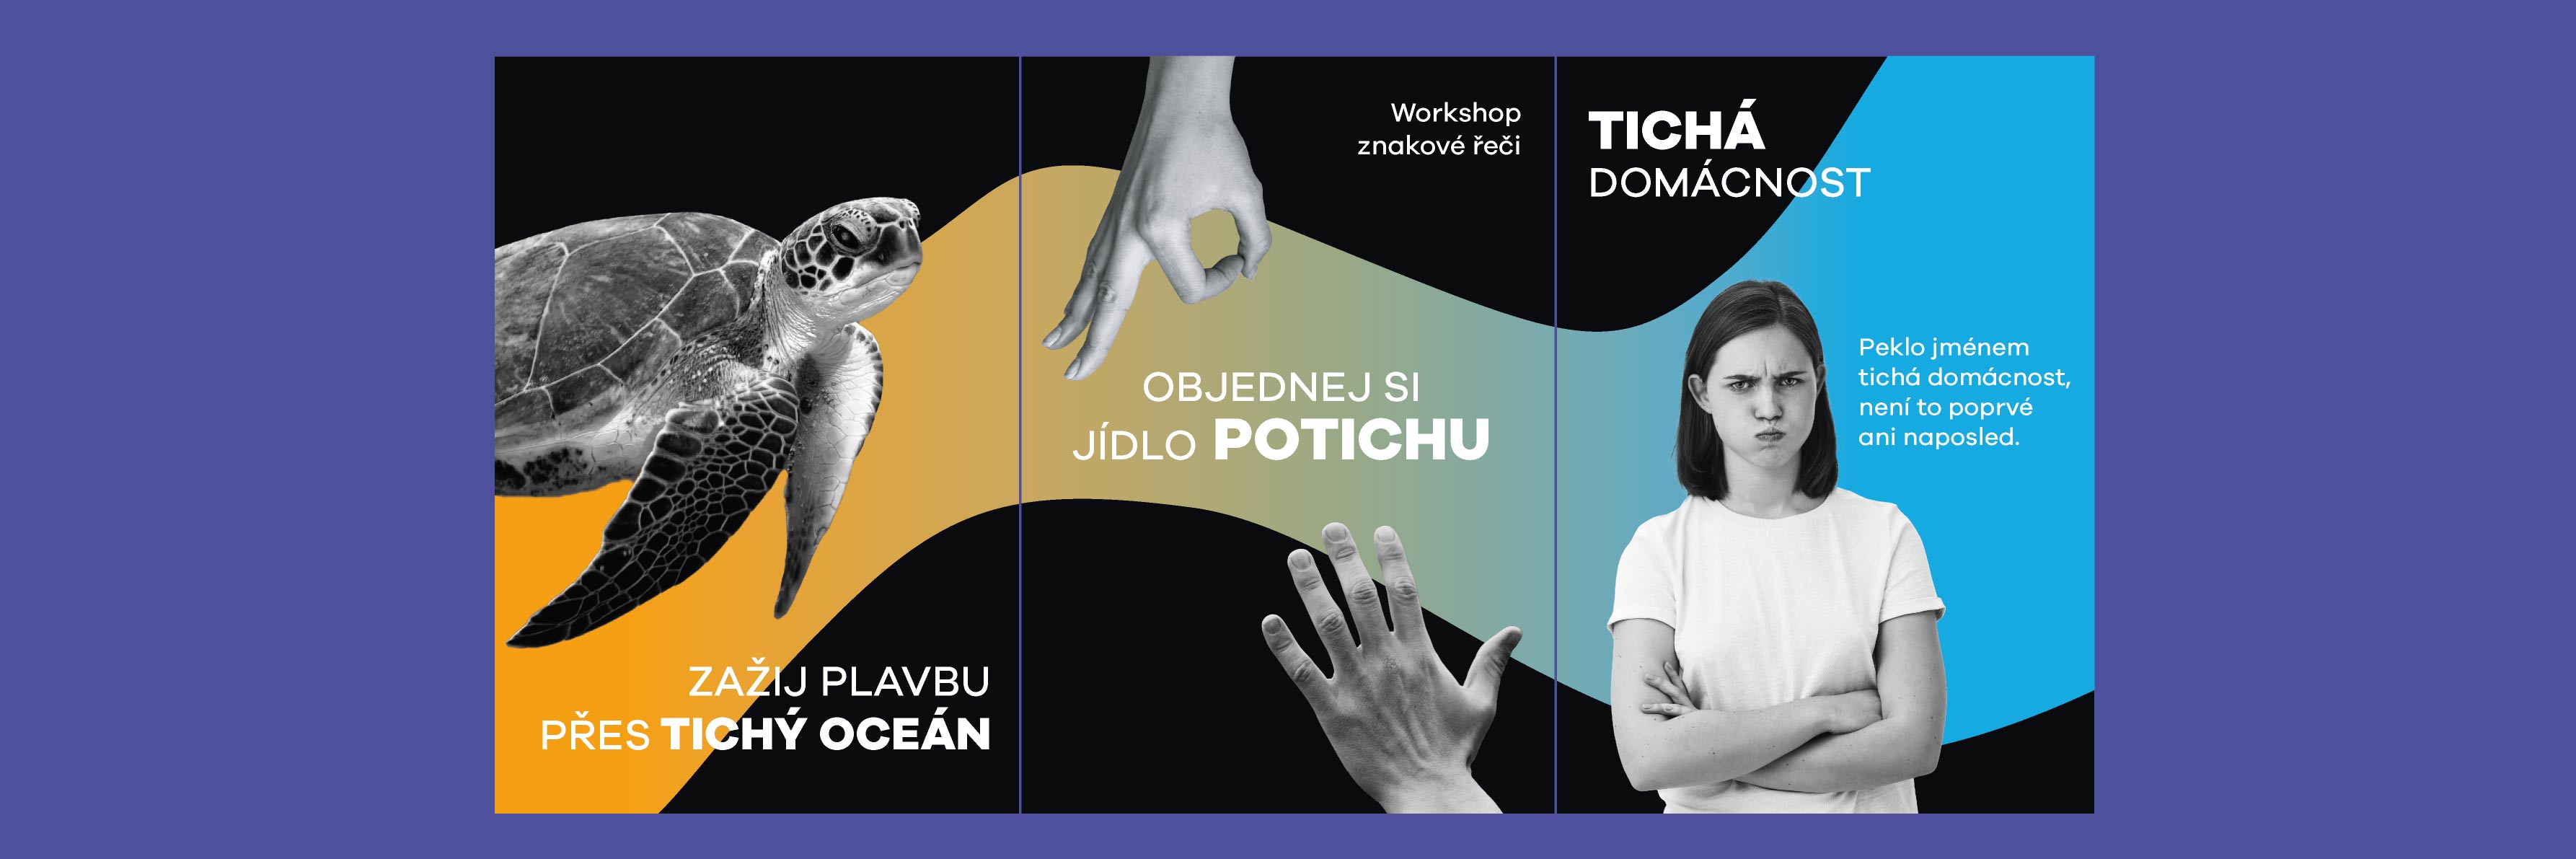 ZAŽIJ PLAVBU
PŘES TICHÝ OCEÁN
Workshop
znakové řeči
OBJEDNEJ SI
JÍDLO POTICHU
TICHÁ
DOMÁCNOST
Peklo jménem
tichá domácnost,
není to poprvé
ani naposled.